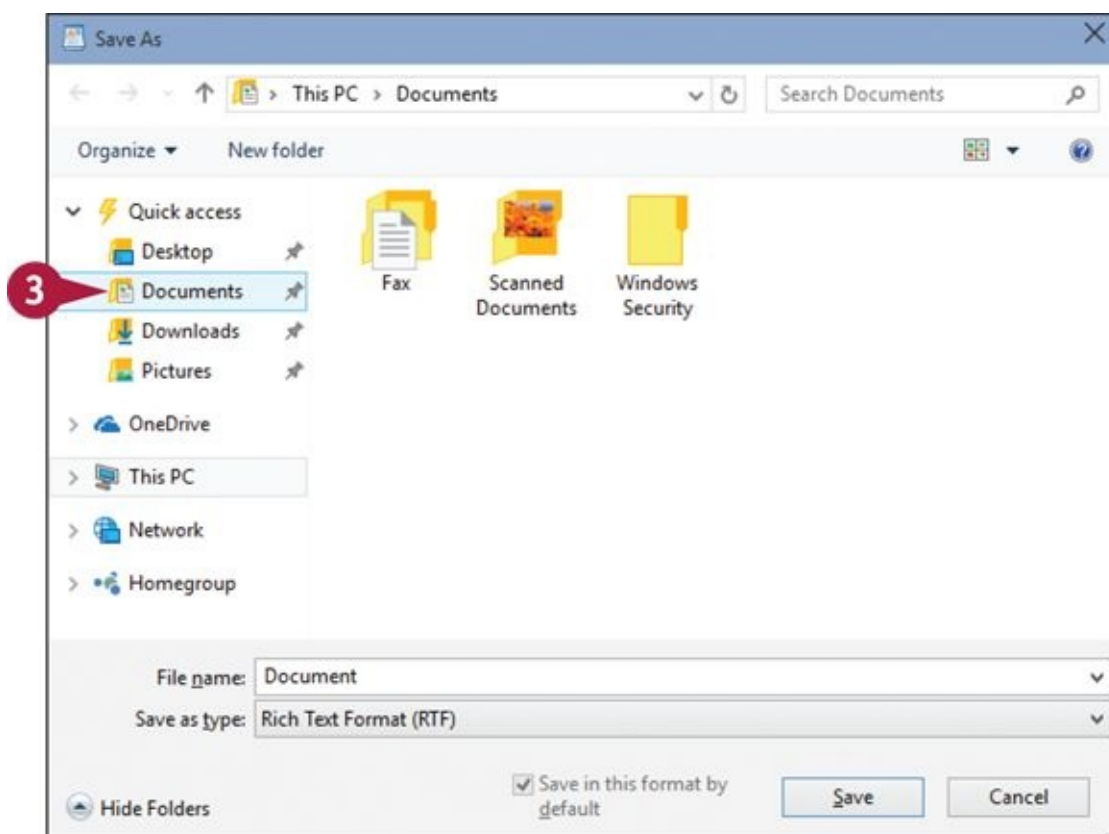 Save As
This PC > Documents
Search Documents
Organize
New folder
Quick access
Desktop
3
Documents
Downloads
Pictures
OneDrive
This PC
Network
Homegroup
Fax
Scanned
Documents
Windows
Security
File name: Document
Save as type: Rich Text Format (RTF)
Hide Folders
Save in this format by
default
Save
Cancel